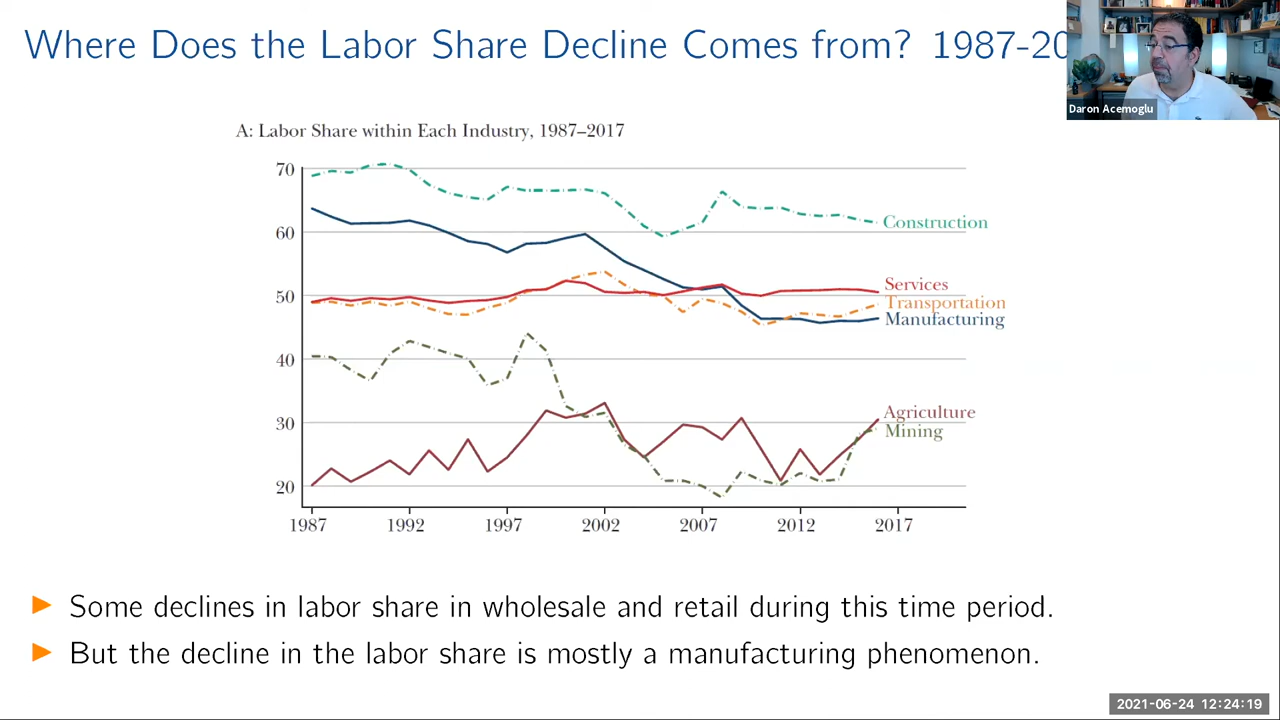 Where Does the Labor Share Decline Comes from? 1987-20
Daron Acemoglu
A: Labor Share within Each Industry, 1987–2017
70
60
50
40
30
20
Construction
Services
Transportation
Manufacturing
Agriculture
Mining
1987 1992 1997 2002 2007 2012 2017
Some declines in labor share in wholesale and retail during this time period.
But the decline in the labor share is mostly a manufacturing phenomenon.
2021-06-24 12:24:19